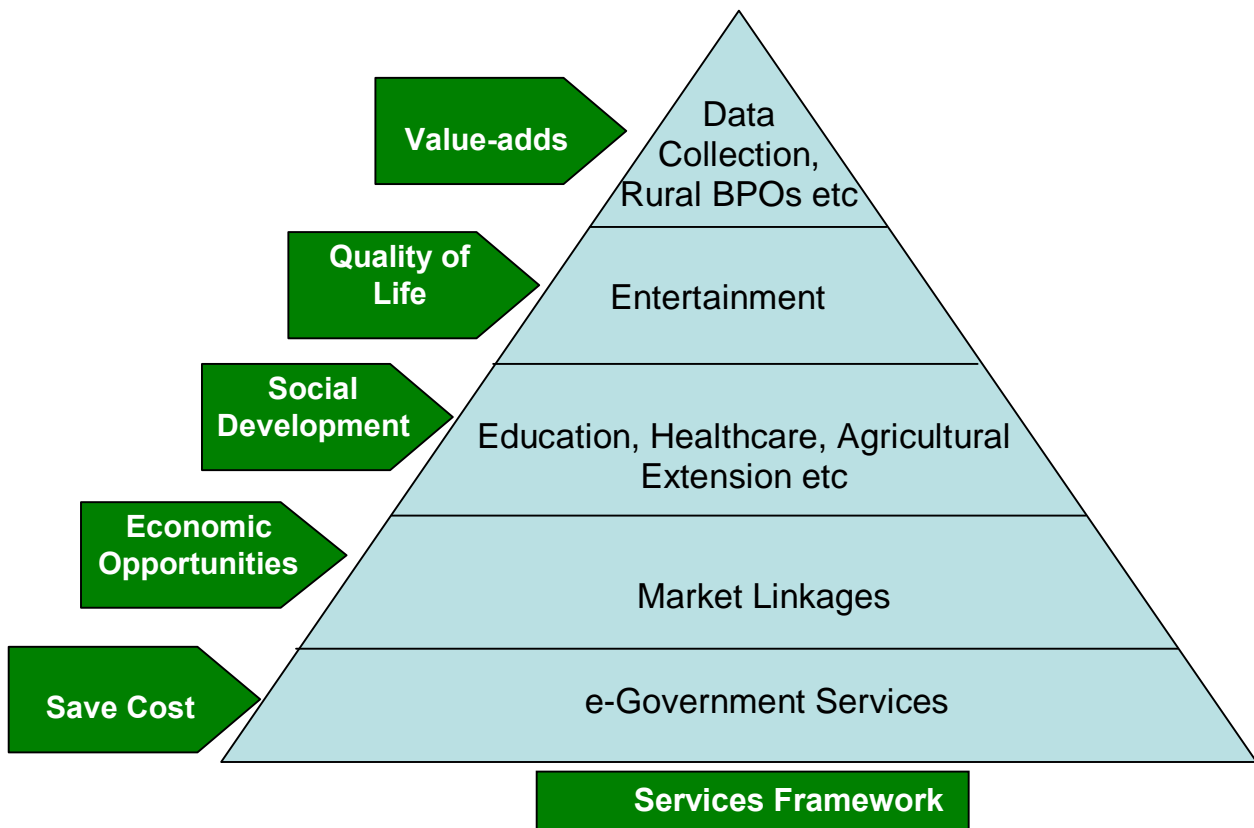 Value-adds
Data
Collection,
Rural BPOs etc
Quality of
Life
Entertainment
Social
Development
Education, Healthcare, Agricultural
Extension etc
Economic
Opportunities
Market Linkages
Save Cost
e-Government Services
Services Framework